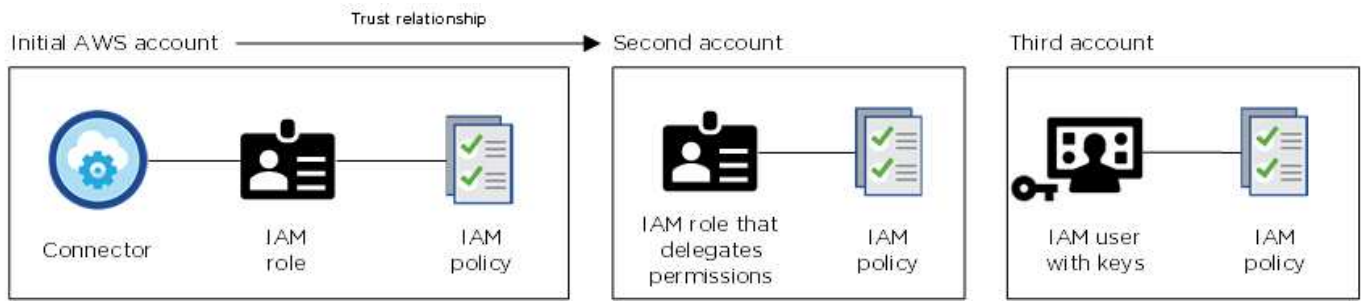 Trust relationship
Initial AWS account
Second account
Third account
Connector
IAM
role
IAM
policy
IAM role that
delegates
permissions
IAM
policy
IAM user
with keys
IAM
policy